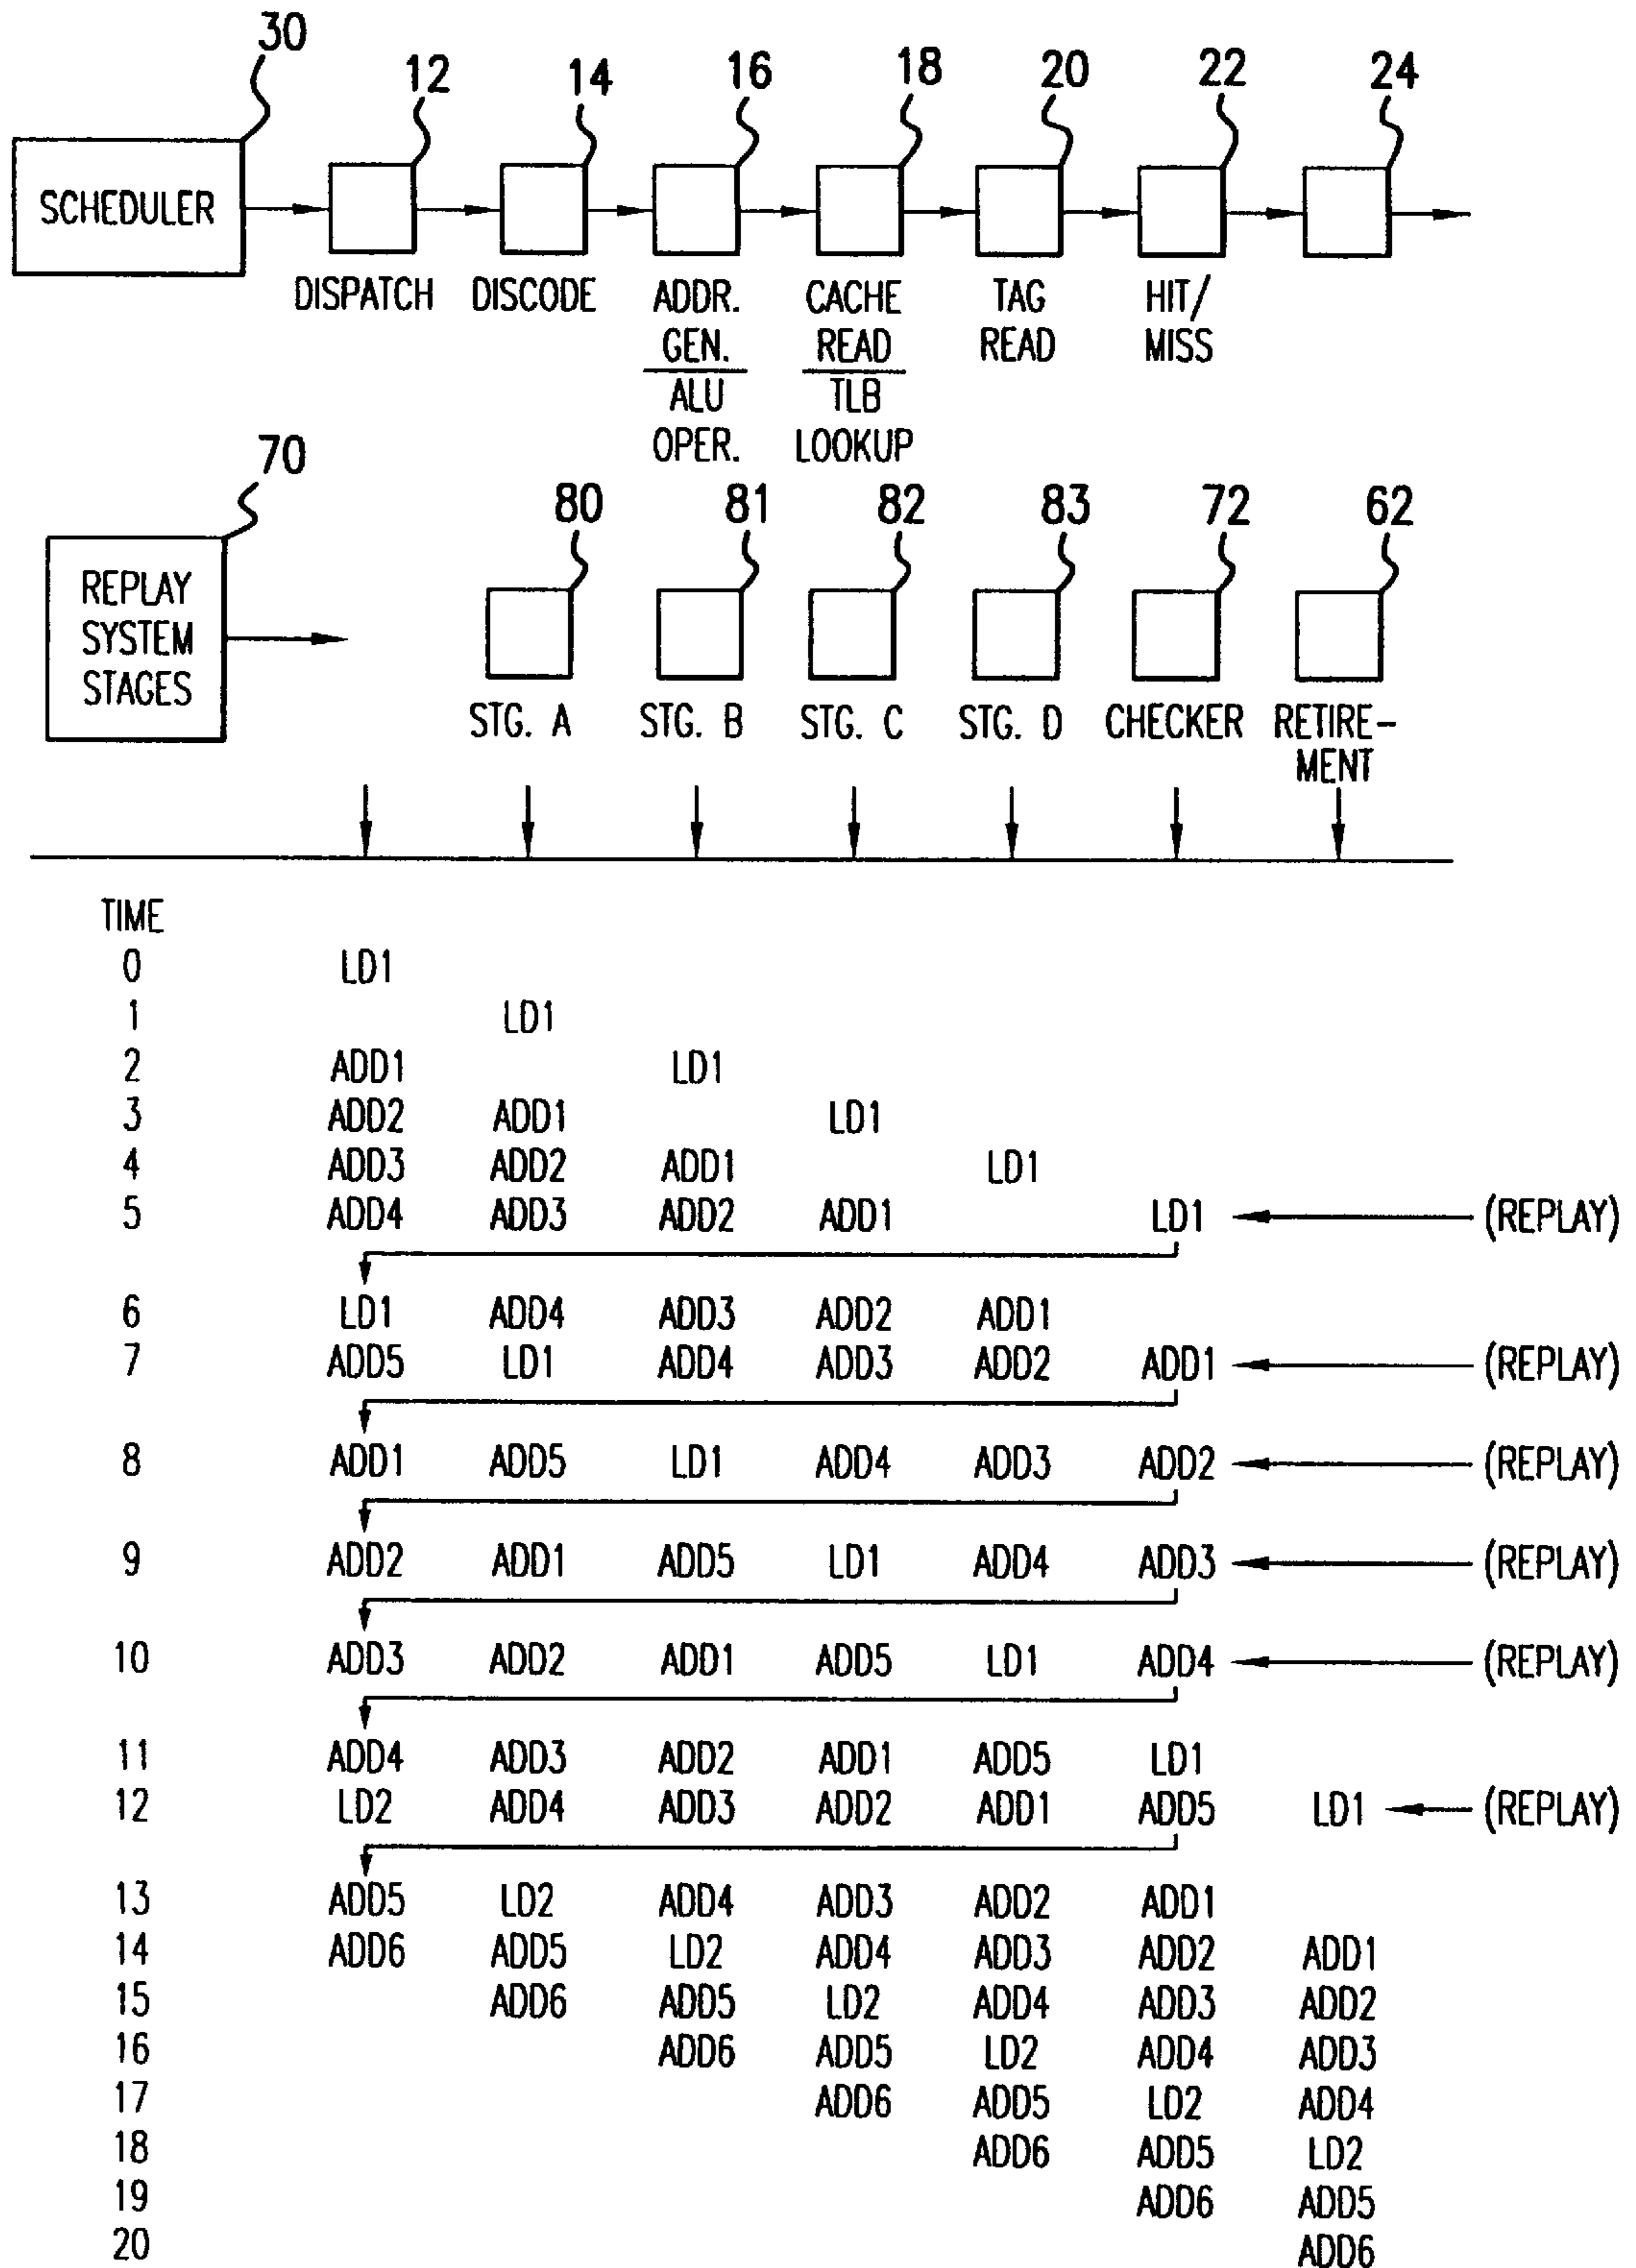 30
12 14 16 18 20 22 24
SCHEDULER
DISPATCH DISCODE ADDR. CACHE TAG HIT/
GEN. READ READ MISS
ALU TLB
OPER. LOOKUP
70
80 81 82 83 72 62
REPLAY
SYSTEM
STAGES
STG. A STG. B STG. C STG. D CHECKER RETIRE-
MENT
TIME
0 LD1
1 LD1
2 ADD1 LD1
3 ADD2 ADD1 LD1
4 ADD3 ADD2 ADD1 LD1
5 ADD4 ADD3 ADD2 ADD1 LD1 (REPLAY)
6 LD1 ADD4 ADD3 ADD2 ADD1
7 ADD5 LD1 ADD4 ADD3 ADD2 ADD1 (REPLAY)
8 ADD1 ADD5 LD1 ADD4 ADD3 ADD2 (REPLAY)
9 ADD2 ADD1 ADD5 LD1 ADD4 ADD3 (REPLAY)
10 ADD3 ADD2 ADD1 ADD5 LD1 ADD4 (REPLAY)
11 ADD4 ADD3 ADD2 ADD1 ADD5 LD1
12 LD2 ADD4 ADD3 ADD2 ADD1 ADD5 LD1 (REPLAY)
13 ADD5 LD2 ADD4 ADD3 ADD2 ADD1
14 ADD6 ADD5 LD2 ADD4 ADD3 ADD2 ADD1
15 ADD6 ADD5 LD2 ADD4 ADD3 ADD2
16 ADD6 ADD5 LD2 ADD4 ADD3
17 ADD6 ADD5 LD2 ADD4
18 ADD6 ADD5 LD2
19 ADD6 ADD5
20 ADD6